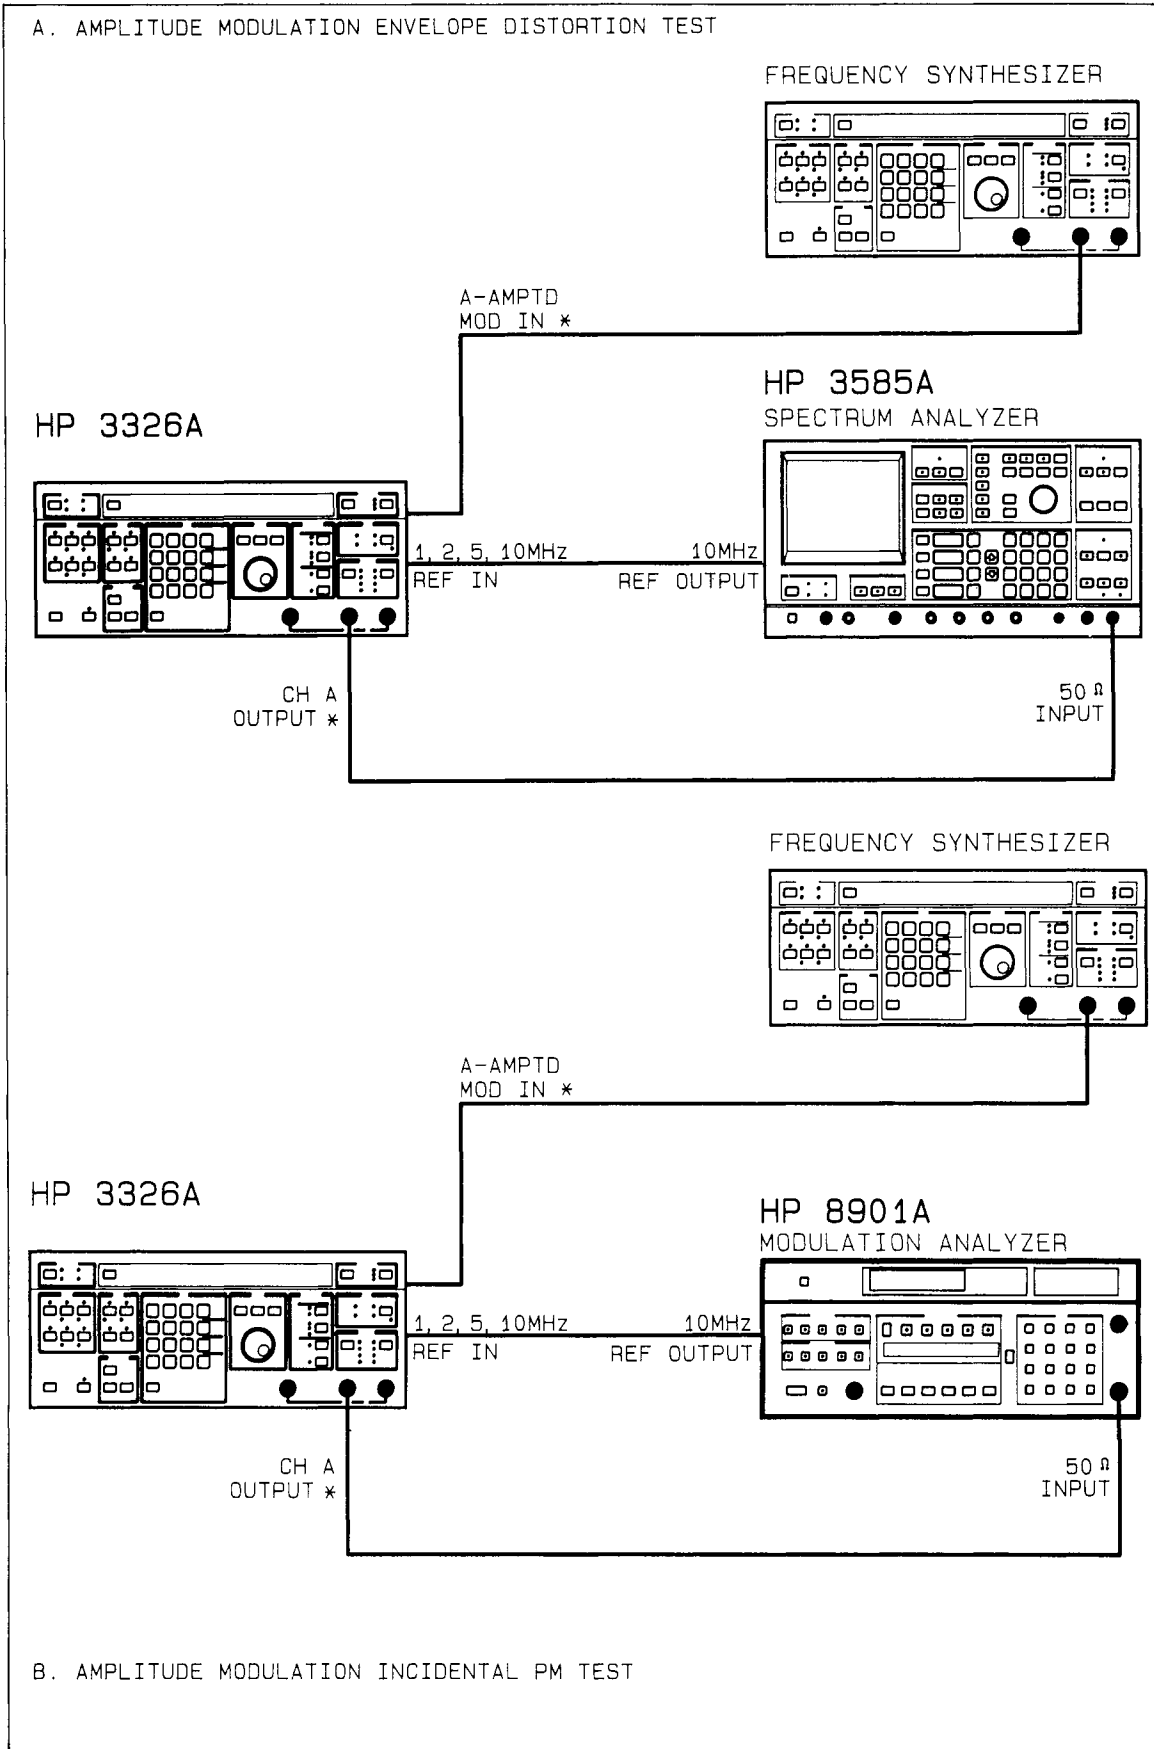 A. AMPLITUDE MODULATION ENVELOPE DISTORTION TEST
FREQUENCY SYNTHESIZER
A-AMPTD
MOD IN *
HP 3585A
SPECTRUM ANALYZER
HP 3326A
1, 2, 5, 10MHz
REF IN
10MHz
REF OUTPUT
CH A
OUTPUT *
50 Ω
INPUT
FREQUENCY SYNTHESIZER
A-AMPTD
MOD IN *
HP 3326A
HP 8901A
MODULATION ANALYZER
1, 2, 5, 10MHz
REF IN
10MHz
REF OUTPUT
CH A
OUTPUT *
50 Ω
INPUT
B. AMPLITUDE MODULATION INCIDENTAL PM TEST